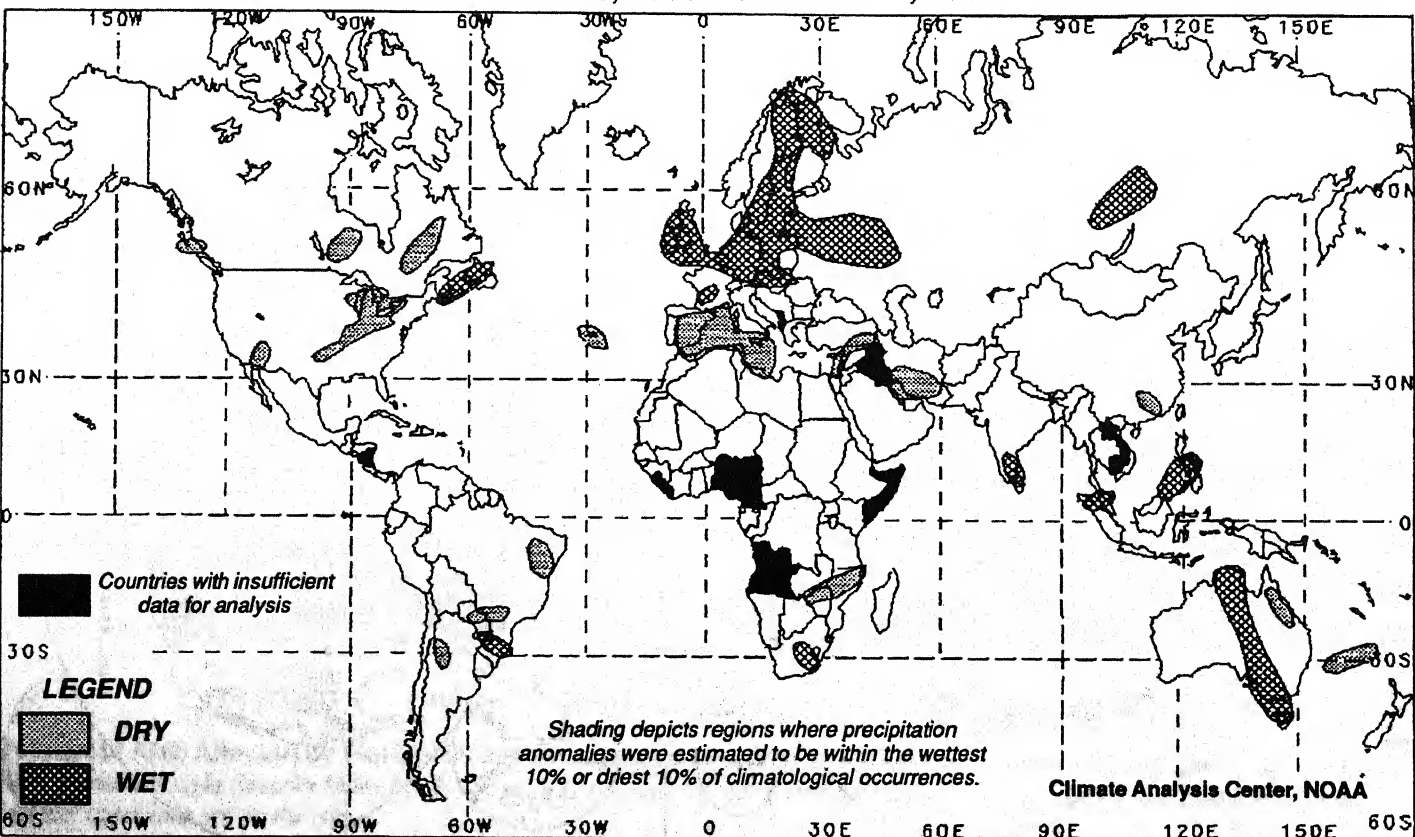 150W 120W 90W 60W 30W 0 30E 60E 90E 120E 150E
60N 60N
30N 30N
0 0
Countries with insufficient
data for analysis
30S 30S
LEGEND
DRY
WET
Shading depicts regions where precipitation
anomalies were estimated to be within the wettest
10% or driest 10% of climatological occurrences.
Climate Analysis Center, NOAA
60S 150W 120W 90W 60W 30W 0 30E 60E 90E 120E 150E 60S